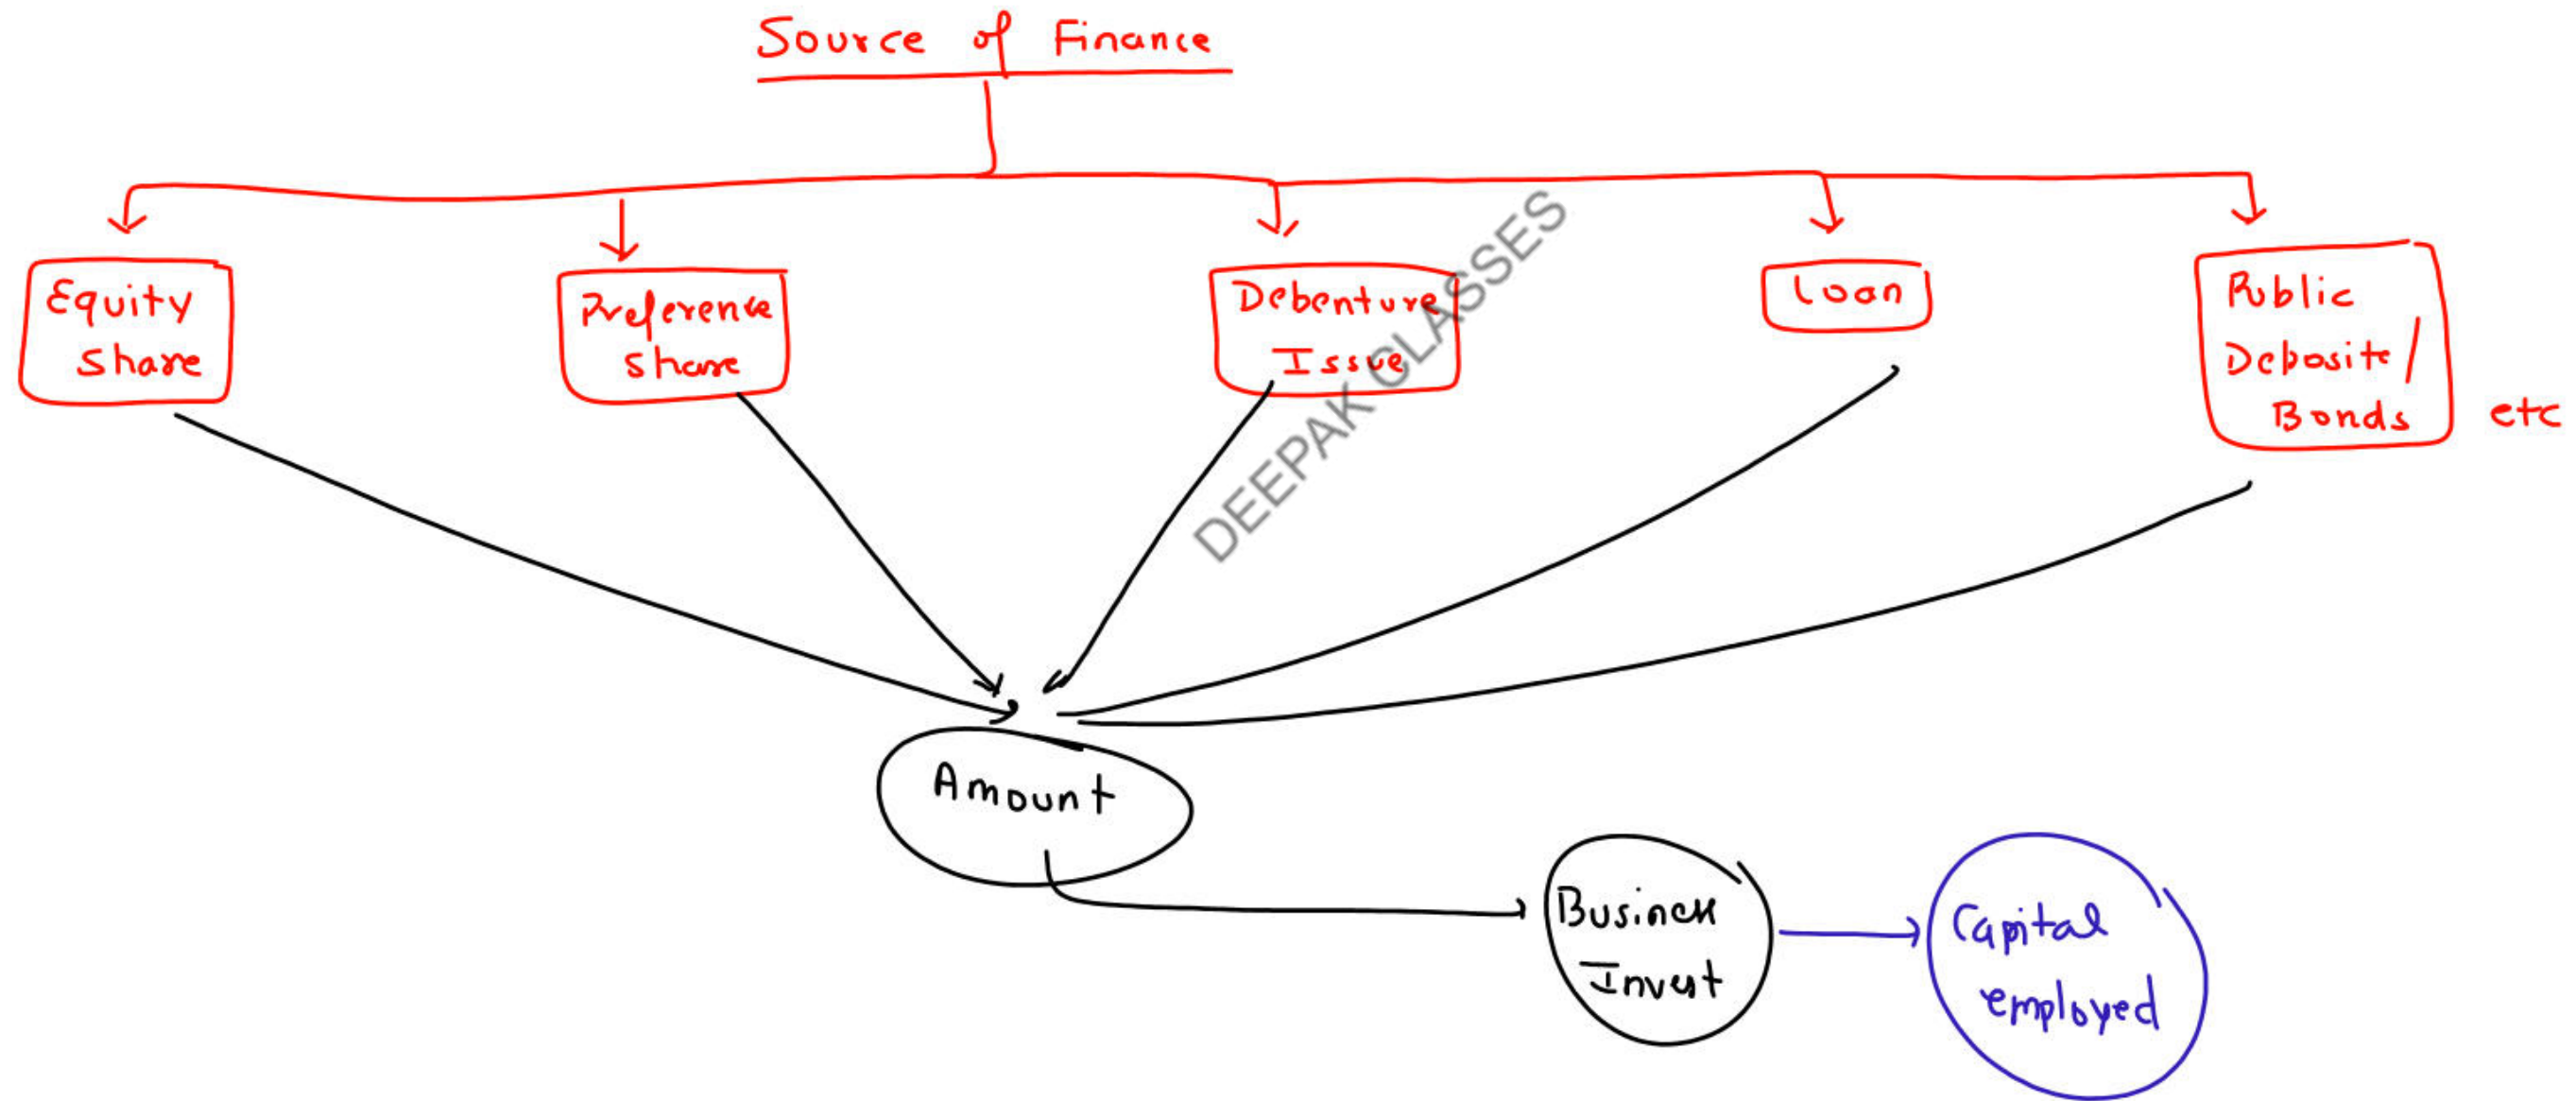 Source of Finance
Equity
Share
Preference
Share
Debenture
Issue
Loan
Public
Deposite/
Bonds
etc
DEEPAK CLASSES
Amount
Business
Invest
Capital
employed